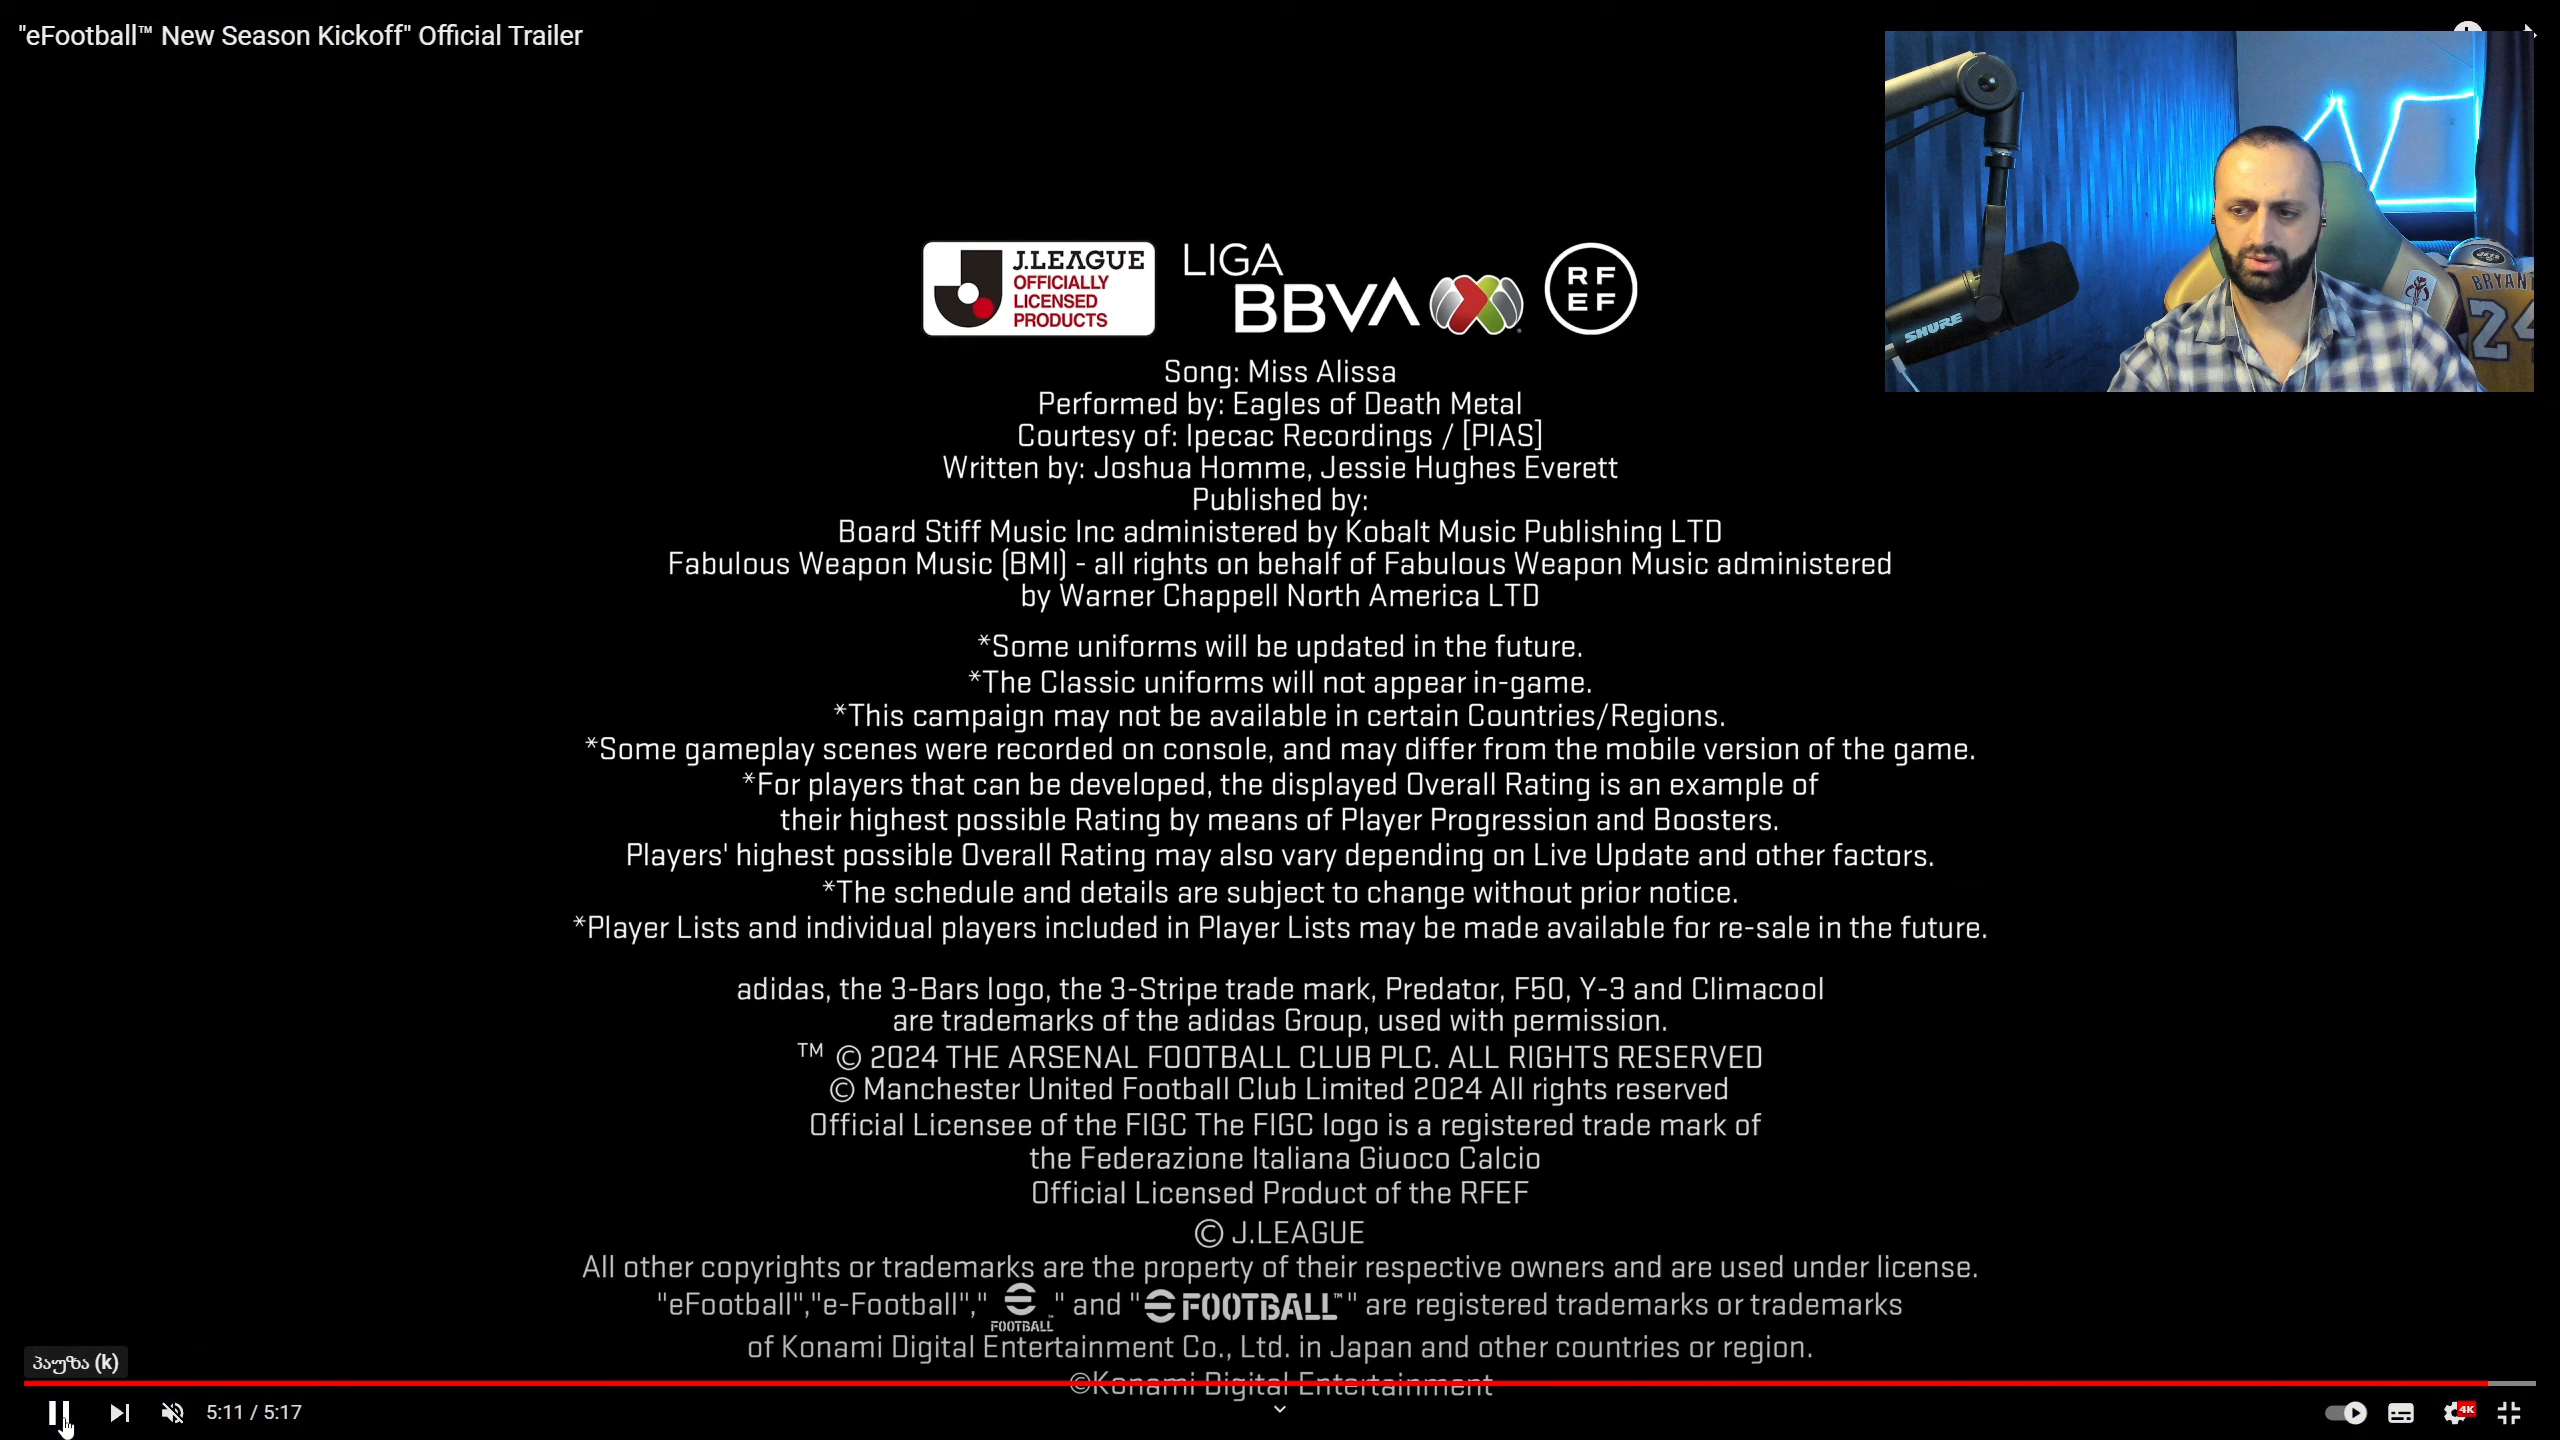 "eFootball™ New Season Kickoff" Official Trailer
J.LEAGUE
OFFICIALLY
LICENSED
PRODUCTS
LIGA
BBVA
RF
EF
SHURE
JETS
BRYANT
24
Song: Miss Alissa
Performed by: Eagles of Death Metal
Courtesy of: Ipecac Recordings / [PIAS]
Written by: Joshua Homme, Jessie Hughes Everett
Published by:
Board Stiff Music Inc administered by Kobalt Music Publishing LTD
Fabulous Weapon Music (BMI) - all rights on behalf of Fabulous Weapon Music administered
by Warner Chappell North America LTD
*Some uniforms will be updated in the future.
*The Classic uniforms will not appear in-game.
*This campaign may not be available in certain Countries/Regions.
*Some gameplay scenes were recorded on console, and may differ from the mobile version of the game.
*For players that can be developed, the displayed Overall Rating is an example of
their highest possible Rating by means of Player Progression and Boosters.
Players' highest possible Overall Rating may also vary depending on Live Update and other factors.
*The schedule and details are subject to change without prior notice.
*Player Lists and individual players included in Player Lists may be made available for re-sale in the future.
adidas, the 3-Bars logo, the 3-Stripe trade mark, Predator, F50, Y-3 and Climacool
are trademarks of the adidas Group, used with permission.
™ © 2024 THE ARSENAL FOOTBALL CLUB PLC. ALL RIGHTS RESERVED
© Manchester United Football Club Limited 2024 All rights reserved
Official Licensee of the FIGC The FIGC logo is a registered trade mark of
the Federazione Italiana Giuoco Calcio
Official Licensed Product of the RFEF
© J.LEAGUE
All other copyrights or trademarks are the property of their respective owners and are used under license.
"eFootball","e-Football"," e FOOTBALL™" and "e FOOTBALL™" are registered trademarks or trademarks
of Konami Digital Entertainment Co., Ltd. in Japan and other countries or region.
პაუზა (k)
©Konami Digital Entertainment
5:11 / 5:17
4K